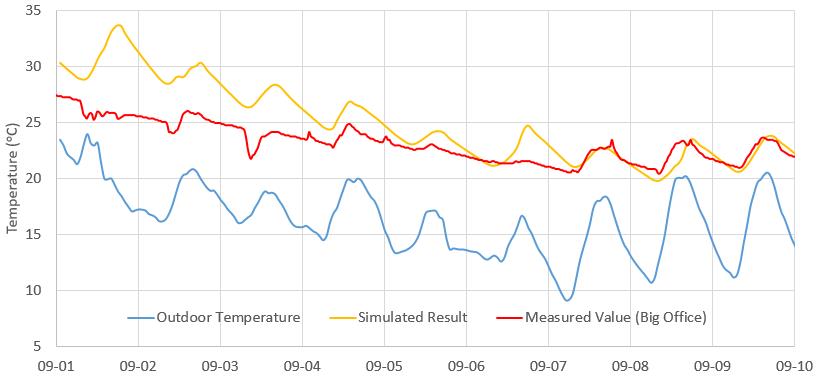 35
30
25
20
15
10
5
Temperature (°C)
Outdoor Temperature Simulated Result Measured Value (Big Office)
09-01 09-02 09-03 09-04 09-05 09-06 09-07 09-08 09-09 09-10